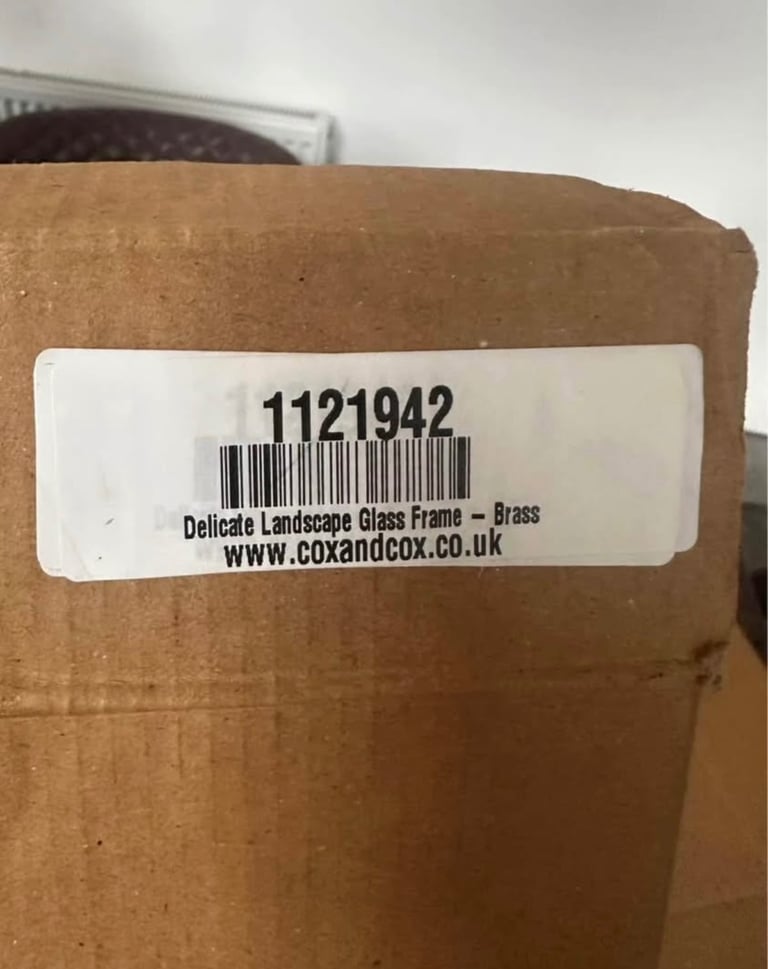 1121942
Delicate Landscape Glass Frame – Brass
www.coxandcox.co.uk